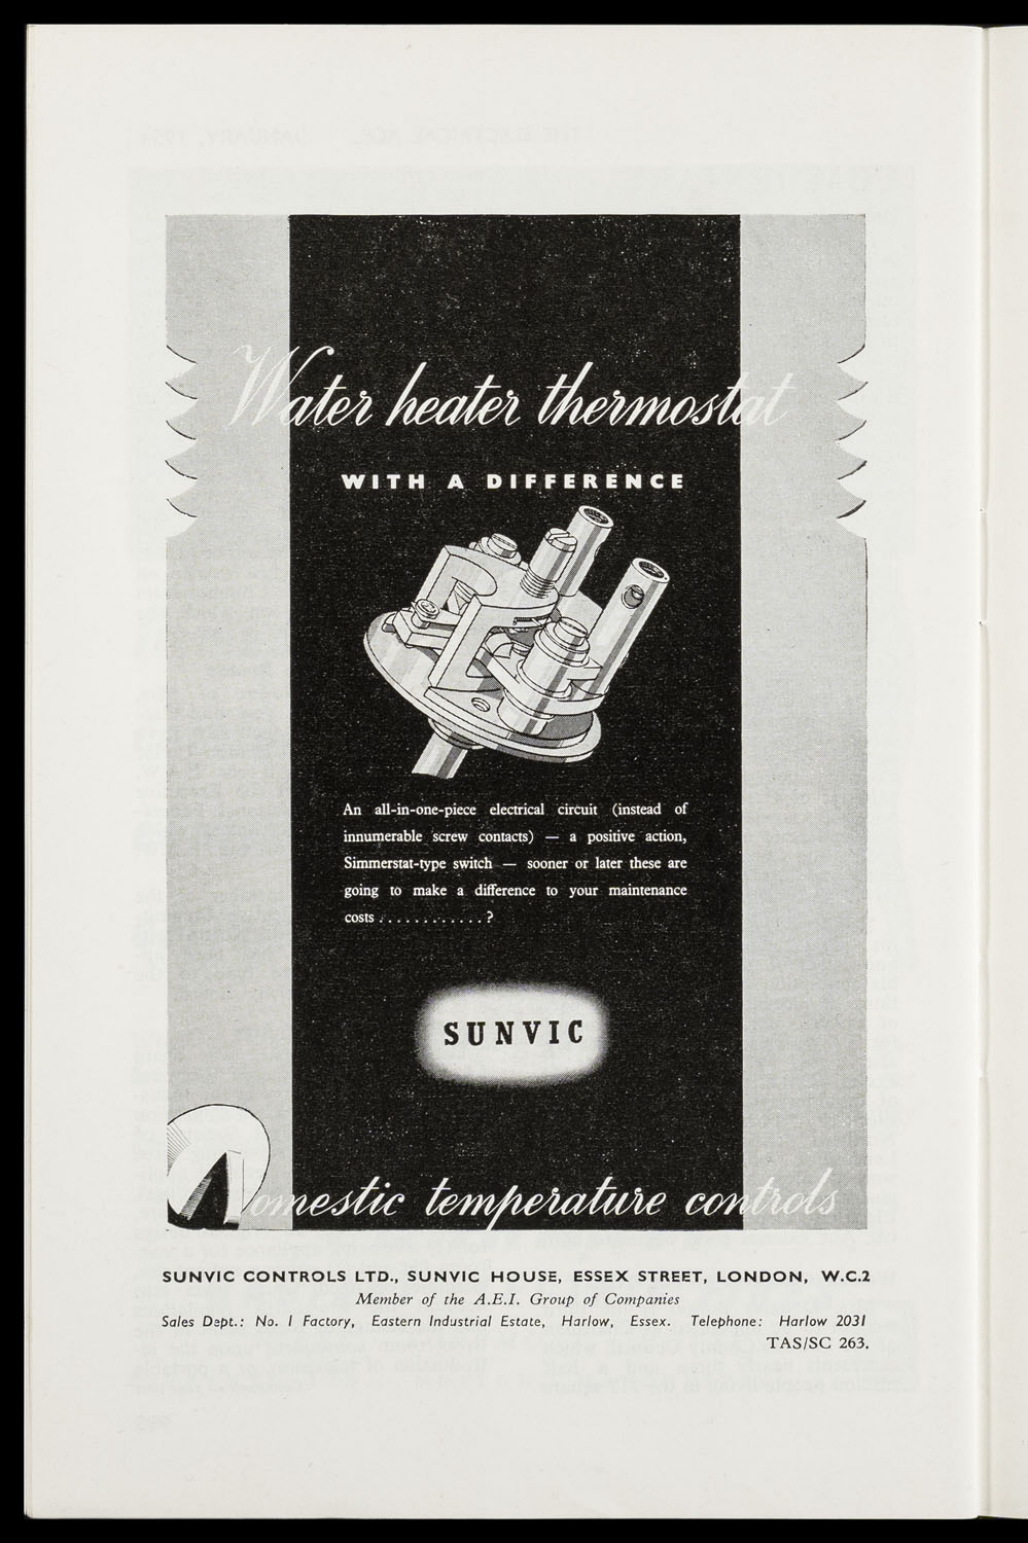 Water heater thermostat
WITH A DIFFERENCE
An all-in-one-piece electrical circuit (instead of
innumerable screw contacts) — a positive action,
Simmerstat-type switch — sooner or later these are
going to make a difference to your maintenance
costs . . . . . . . . . . . . ?
SUNVIC
Domestic temperature controls
SUNVIC CONTROLS LTD., SUNVIC HOUSE, ESSEX STREET, LONDON, W.C.2
Member of the A.E.I. Group of Companies
Sales Dept.: No. 1 Factory, Eastern Industrial Estate, Harlow, Essex. Telephone: Harlow 2031
TAS/SC 263.